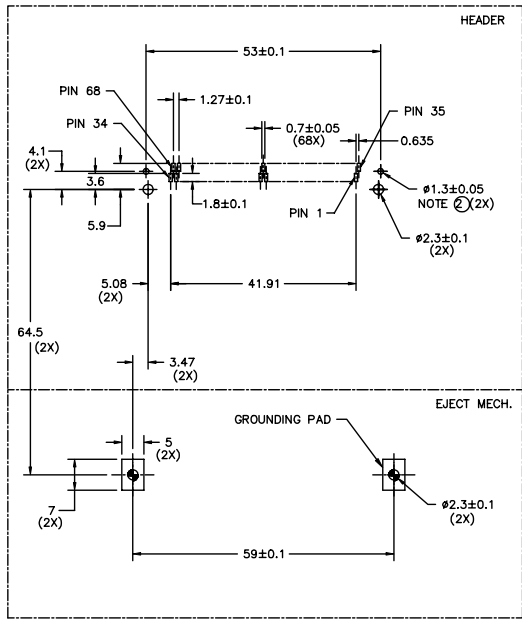 HEADER
53±0.1
PIN 68
1.27±0.1
PIN 35
PIN 34
0.7±0.05
(68X)
0.635
4.1
(2X)
3.6
1.8±0.1
PIN 1
ø1.3±0.05
NOTE 2 (2X)
5.9
ø2.3±0.1
(2X)
5.08
(2X)
41.91
64.5
(2X)
3.47
(2X)
EJECT MECH.
GROUNDING PAD
5
(2X)
7
(2X)
ø2.3±0.1
(2X)
59±0.1